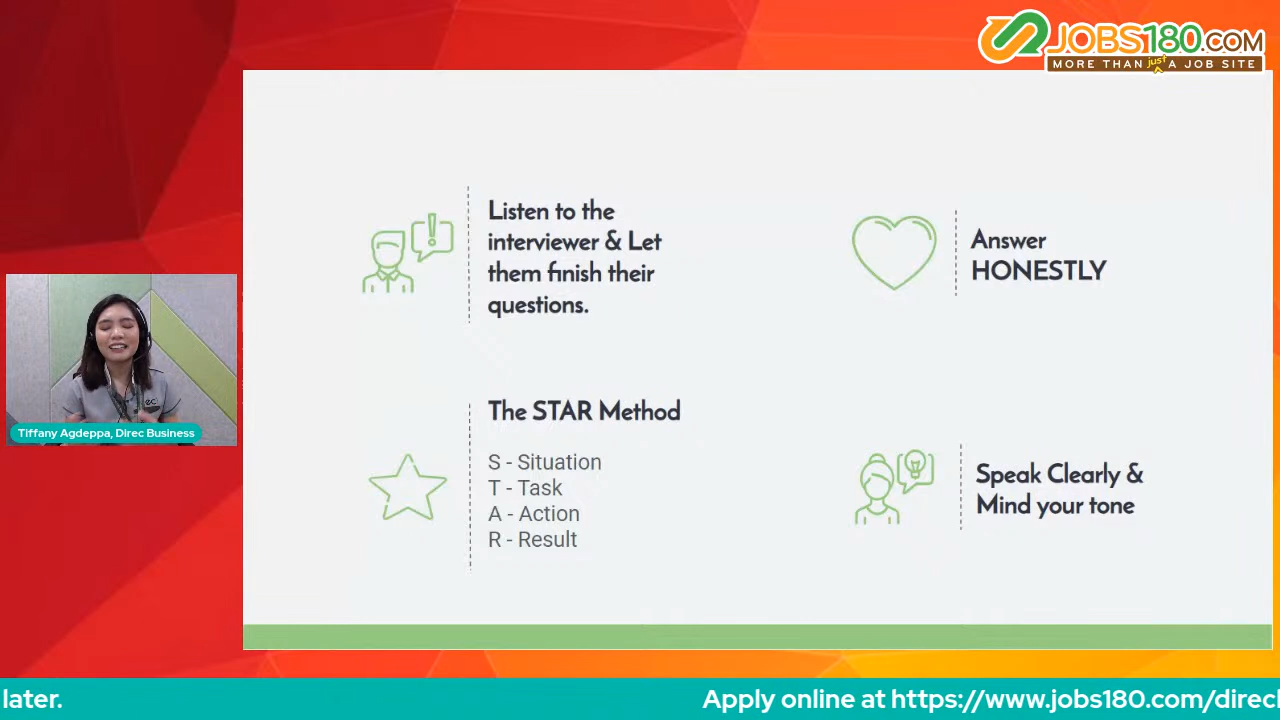 JOBS180.COM
MORE THAN just A JOB SITE
Listen to the
interviewer & Let
them finish their
questions.
Answer
HONESTLY
The STAR Method
S - Situation
T - Task
A - Action
R - Result
Speak Clearly &
Mind your tone
Tiffany Agdeppa, Direc Business
later.
Apply online at https://www.jobs180.com/direc